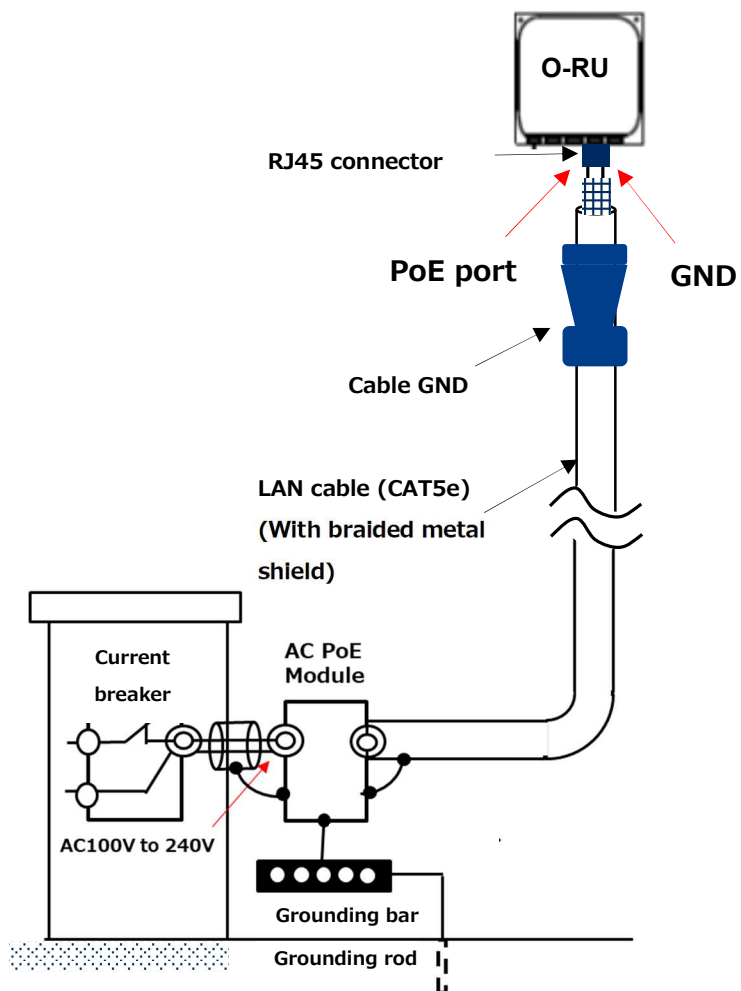 O-RU
RJ45 connector
PoE port
GND
Cable GND
LAN cable (CAT5e)
(With braided metal
shield)
AC PoE
Module
Current
breaker
AC100V to 240V
Grounding bar
Grounding rod